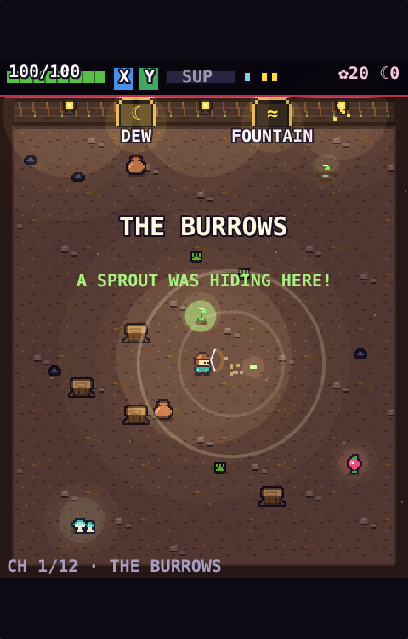 100/100 X Y SUP ✿20 ☾0
DEW FOUNTAIN
THE BURROWS
A SPROUT WAS HIDING HERE!
CH 1/12 · THE BURROWS